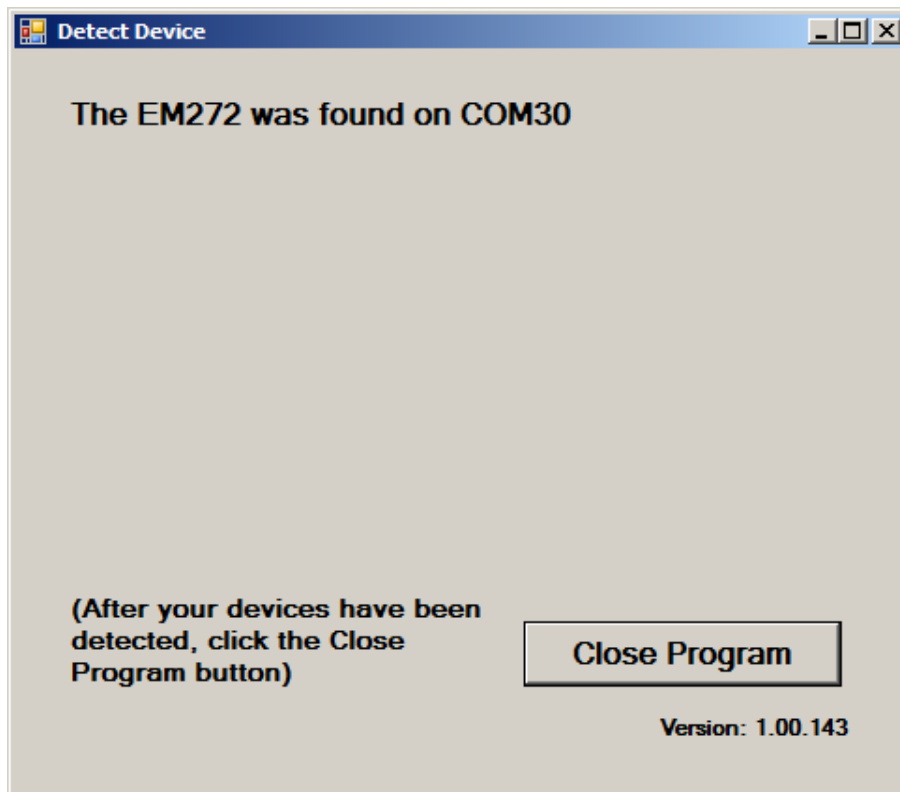 Detect Device
The EM272 was found on COM30
(After your devices have been
detected, click the Close
Program button)
Close Program
Version: 1.00.143